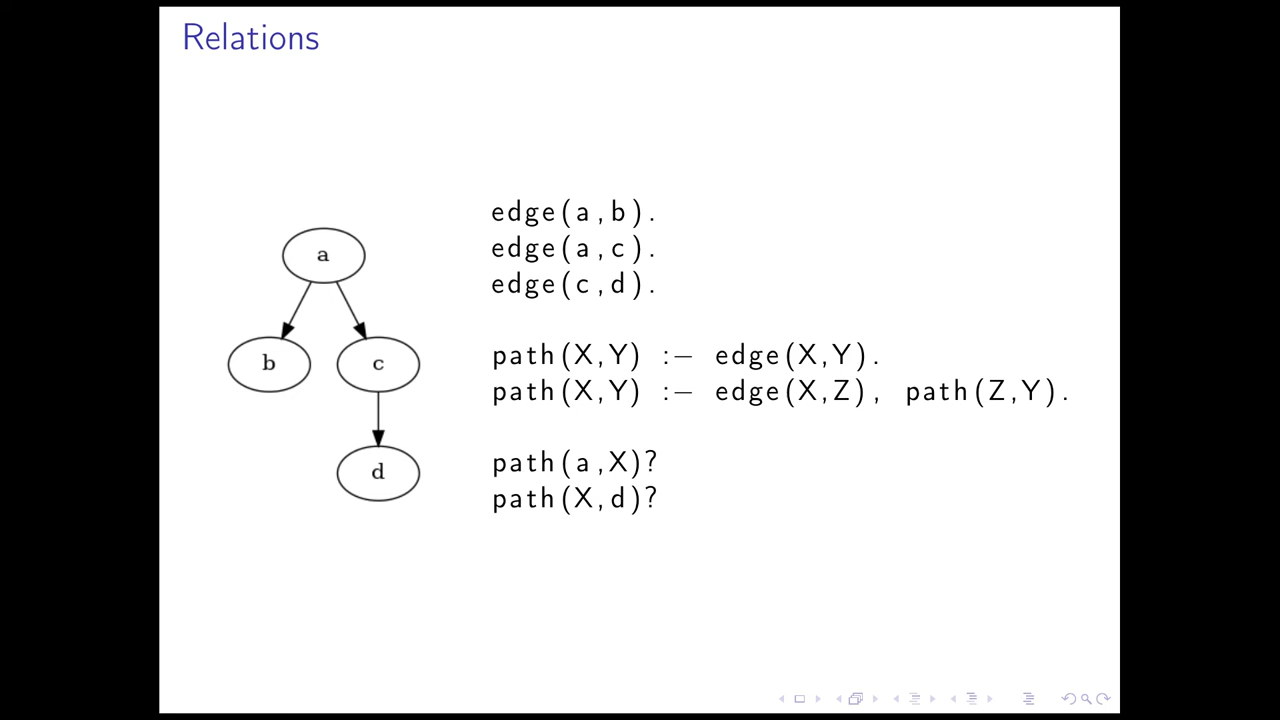 Relations
a
b
c
d
edge(a,b).
edge(a,c).
edge(c,d).
path(X,Y) :- edge(X,Y).
path(X,Y) :- edge(X,Z), path(Z,Y).
path(a,X)?
path(X,d)?